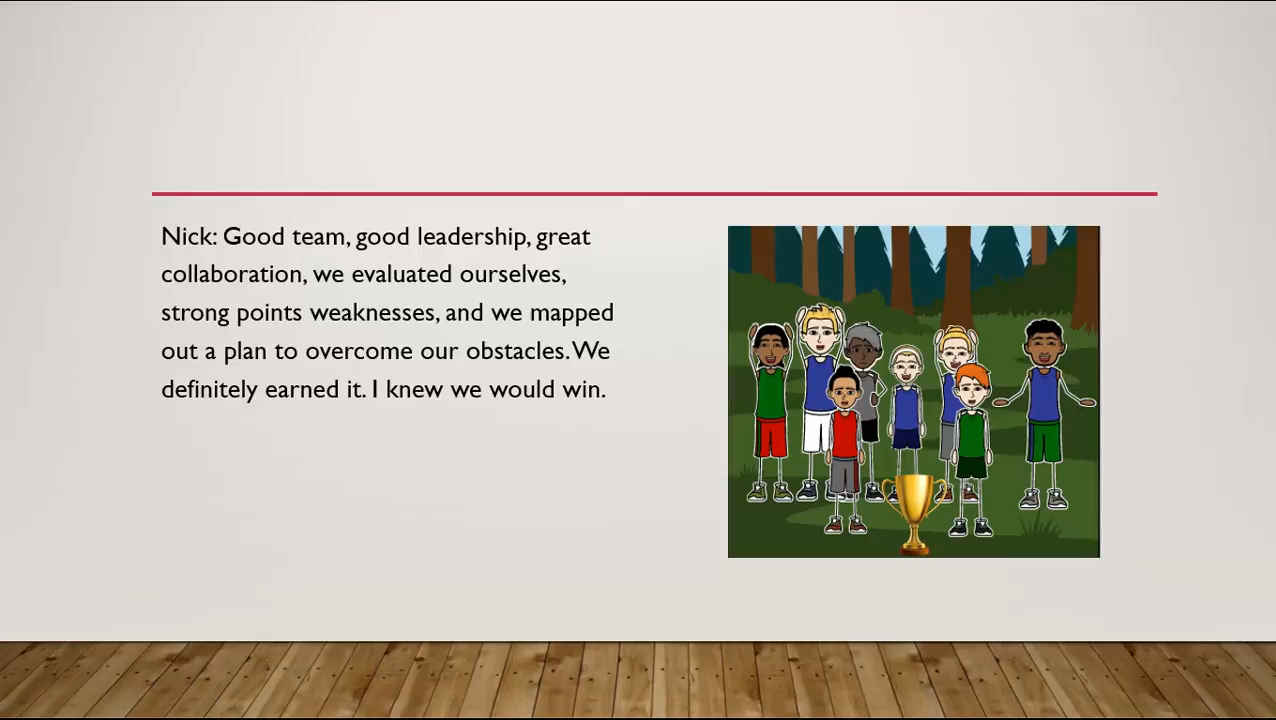 Nick: Good team, good leadership, great
collaboration, we evaluated ourselves,
strong points weaknesses, and we mapped
out a plan to overcome our obstacles. We
definitely earned it. I knew we would win.